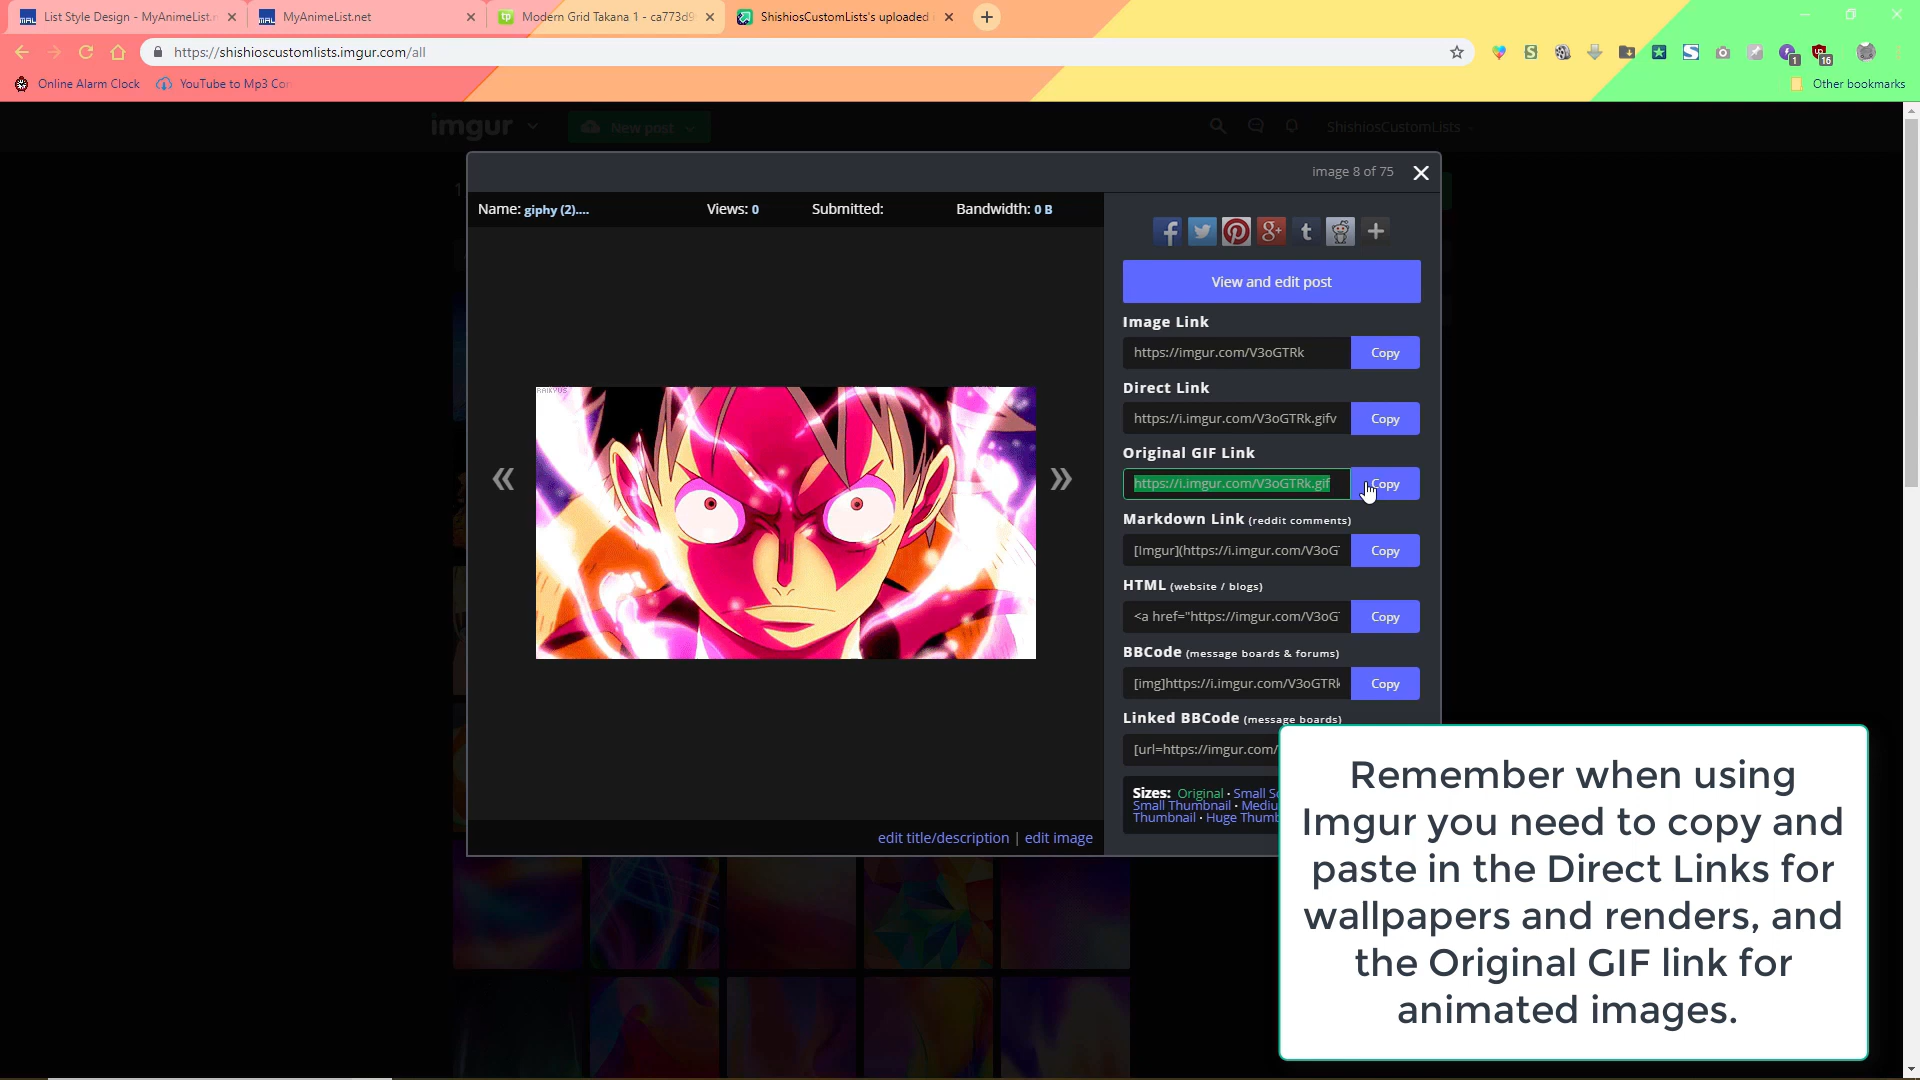 List Style Design - MyAnimeList.n
MyAnimeList.net
Modern Grid Takana 1 - ca773d9
ShishiosCustomLists's uploaded i
https://shishioscustomlists.imgur.com/all
1
16
Online Alarm Clock
YouTube to Mp3 Con
Other bookmarks
imgur
New post
ShishiosCustomLists
image 8 of 75
Name: giphy (2)....
Views: 0
Submitted:
Bandwidth: 0 B
View and edit post
Image Link
https://imgur.com/V3oGTRk
Copy
Direct Link
https://i.imgur.com/V3oGTRk.gifv
Copy
Original GIF Link
https://i.imgur.com/V3oGTRk.gif
Copy
Markdown Link (reddit comments)
[Imgur](https://i.imgur.com/V3oG
Copy
HTML (website / blogs)
<a href="https://imgur.com/V3oG
Copy
BBCode (message boards & forums)
[img]https://i.imgur.com/V3oGTRk
Copy
Linked BBCode (message boards)
[url=https://imgur.com/
Sizes: Original • Small S
Small Thumbnail • Mediu
Thumbnail • Huge Thumb
RAIKYUS
edit title/description | edit image
Remember when using
Imgur you need to copy and
paste in the Direct Links for
wallpapers and renders, and
the Original GIF link for
animated images.